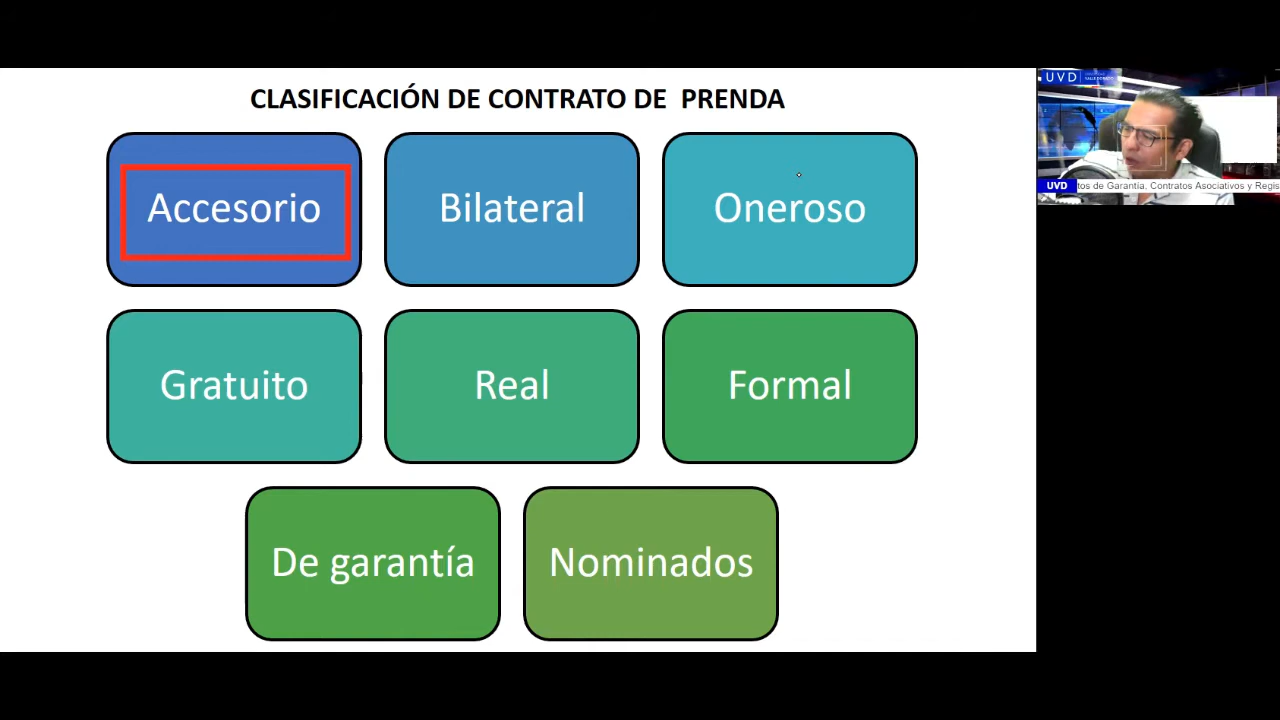 CLASIFICACIÓN DE CONTRATO DE PRENDA
Accesorio
Bilateral
Oneroso
Gratuito
Real
Formal
De garantía
Nominados
UVD
UVD
tos de Garantía, Contratos Asociativos y Regis